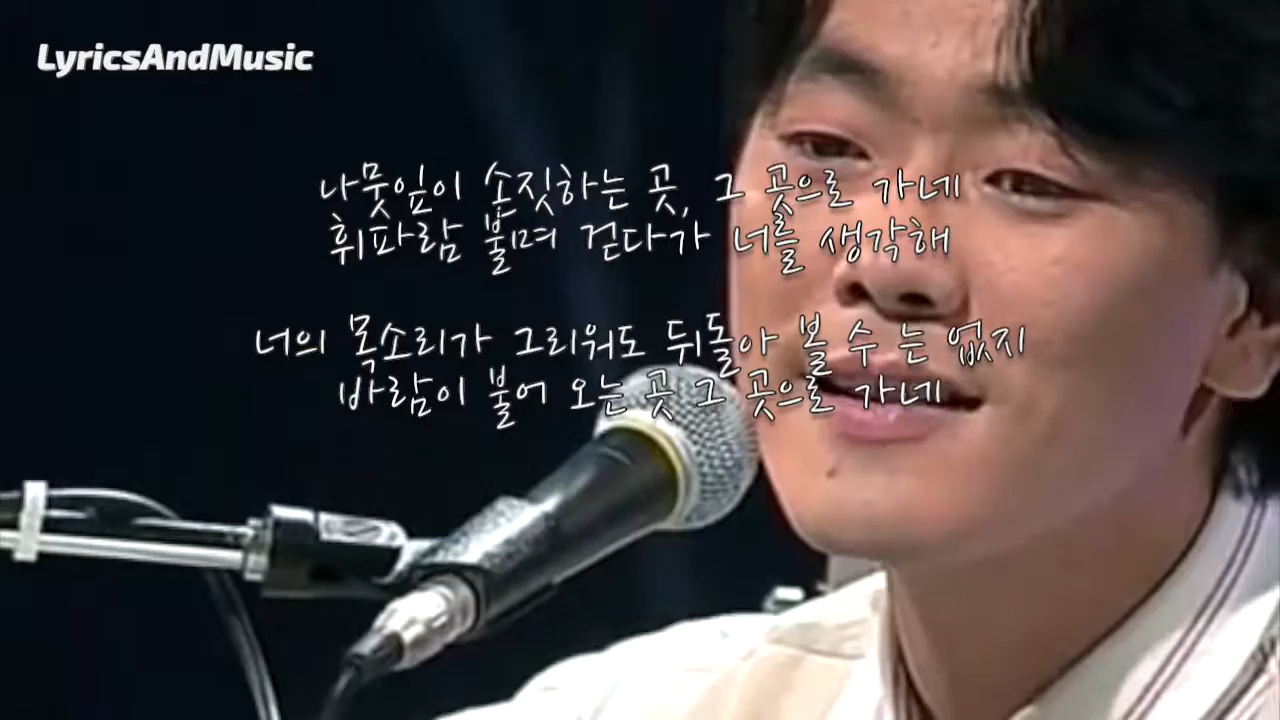 LyricsAndMusic
나뭇잎이 손짓하는 곳, 그 곳으로 가네
휘파람 불며 걷다가 너를 생각해
너의 목소리가 그리워도 뒤돌아 볼 수 는 없지
바람이 불어 오는 곳 그 곳으로 가네